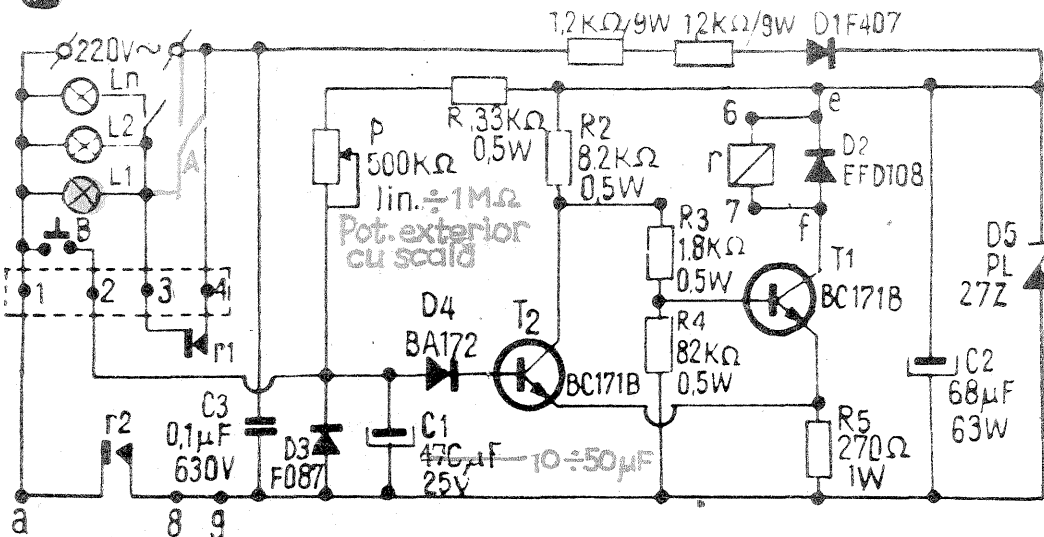 1,2KΩ/9W 12KΩ/9W D1F407
220V~
Ln
L2
L1
A
B
1 2 3 4
r1
r2
P
500KΩ
lin. ÷1MΩ
Pot. exterior
cu scală
R 33KΩ
0,5W
R2
8.2KΩ
0,5W
6
e
r
7
f
D2
EFD108
R3
1.8KΩ
0,5W
T1
BC171B
D5
PL
27Z
D4
BA172
T2
BC171B
R4
82KΩ
0,5W
C3
0,1µF
630V
D3
F087
C1
470µF 10÷50µF
25V
R5
270Ω
1W
C2
68µF
63W
a 8 9